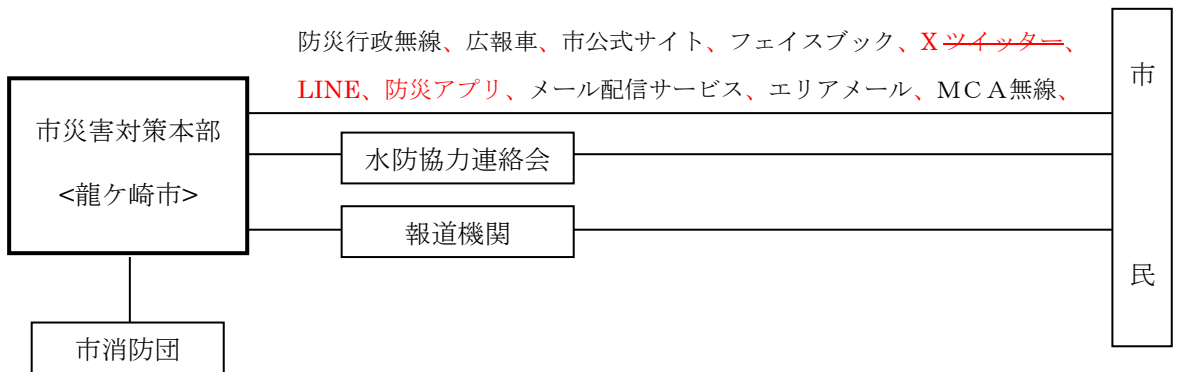 防災行政無線、広報車、市公式サイト、フェイスブック、Xツイッター、
LINE、防災アプリ、メール配信サービス、エリアメール、ＭＣＡ無線、
市災害対策本部
<龍ケ崎市>
水防協力連絡会
報道機関
市消防団
市
民